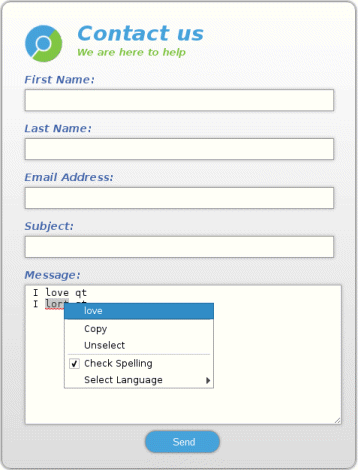 Contact us
We are here to help
First Name:
Last Name:
Email Address:
Subject:
Message:
I love qt
I lorr qt
love
Copy
Unselect
Check Spelling
Select Language
Send